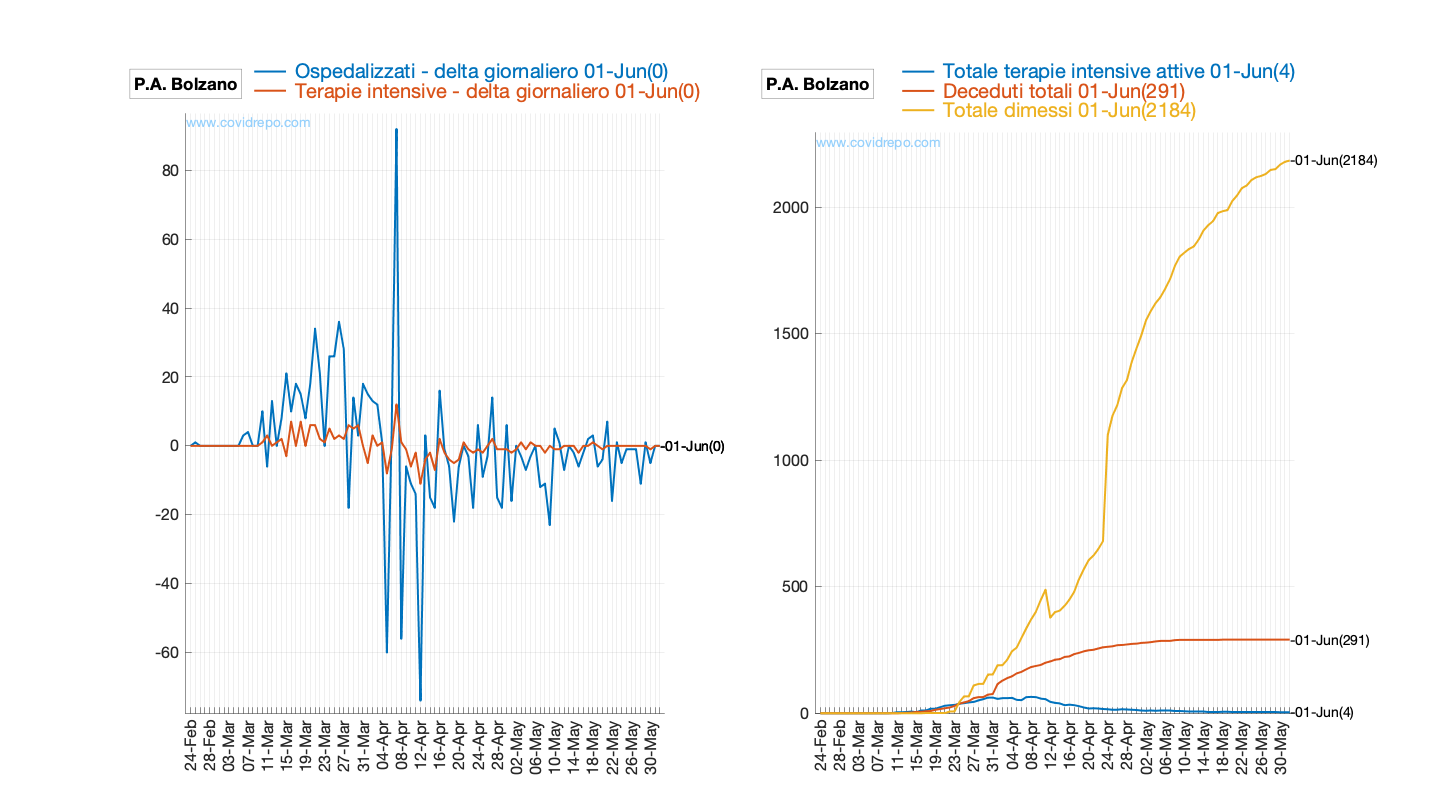 P.A. Bolzano
Ospedalizzati - delta giornaliero 01-Jun(0)
Terapie intensive - delta giornaliero 01-Jun(0)
www.covidrepo.com
80
60
40
20
0
-20
-40
-60
-01-Jun(0)
24-Feb
28-Feb
03-Mar
07-Mar
11-Mar
15-Mar
19-Mar
23-Mar
27-Mar
31-Mar
04-Apr
08-Apr
12-Apr
16-Apr
20-Apr
24-Apr
28-Apr
02-May
06-May
10-May
14-May
18-May
22-May
26-May
30-May
P.A. Bolzano
Totale terapie intensive attive 01-Jun(4)
Deceduti totali 01-Jun(291)
Totale dimessi 01-Jun(2184)
www.covidrepo.com
2000
1500
1000
500
0
-01-Jun(2184)
-01-Jun(291)
-01-Jun(4)
24-Feb
28-Feb
03-Mar
07-Mar
11-Mar
15-Mar
19-Mar
23-Mar
27-Mar
31-Mar
04-Apr
08-Apr
12-Apr
16-Apr
20-Apr
24-Apr
28-Apr
02-May
06-May
10-May
14-May
18-May
22-May
26-May
30-May